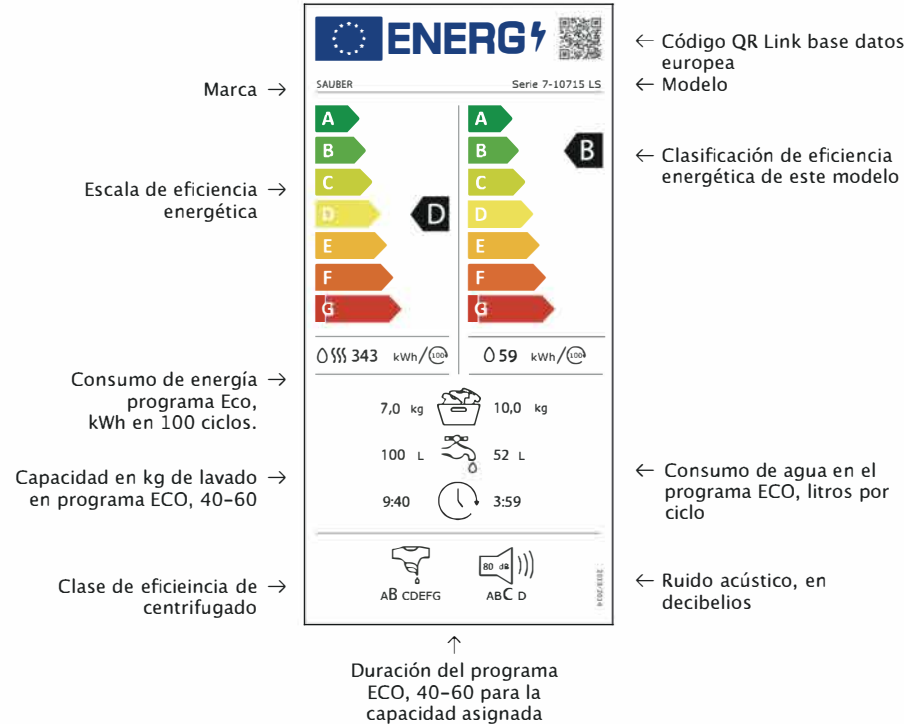 ENERG
← Código QR Link base datos
europea
Marca →
SAUBER
Serie 7-10715 LS
← Modelo
A
B
C
D
E
F
G
D
A
B
C
D
E
F
G
B
← Clasificación de eficiencia
energética de este modelo
Escala de eficiencia →
energética
343 kWh/100
59 kWh/100
Consumo de energía →
programa Eco,
kWh en 100 ciclos.
7,0 kg
10,0 kg
100 L
52 L
9:40
3:59
Capacidad en kg de lavado →
en programa ECO, 40-60
← Consumo de agua en el
programa ECO, litros por
ciclo
80 dB
AB CDEFG
ABC D
Clase de eficieincia de →
centrifugado
← Ruido acústico, en
decibelios
↑
Duración del programa
ECO, 40-60 para la
capacidad asignada